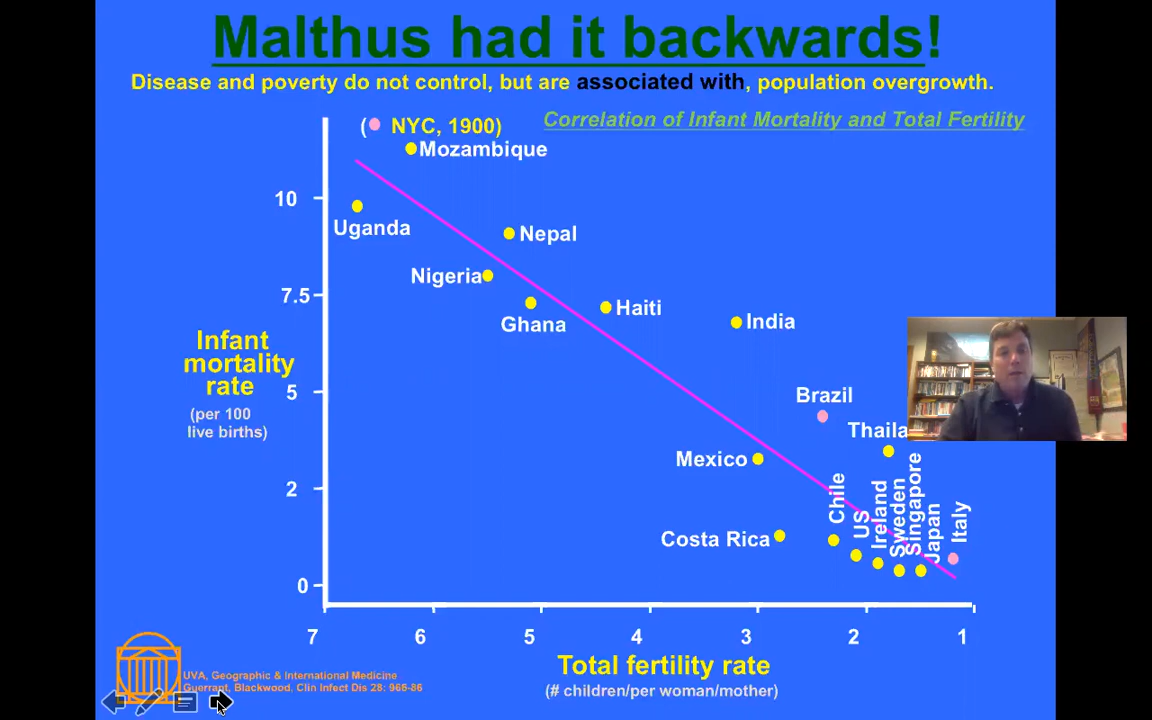 Malthus had it backwards!
Disease and poverty do not control, but are associated with, population overgrowth.
Correlation of Infant Mortality and Total Fertility
( NYC, 1900)
Mozambique
10
Uganda
Nepal
Nigeria
7.5
Haiti
Ghana
India
Infant
mortality
rate
5
Brazil
(per 100
live births)
Thaila
Mexico
2
Chile
US
Ireland
Sweden
Singapore
Japan
Italy
Costa Rica
0
7 6 5 4 3 2 1
Total fertility rate
(# children/per woman/mother)
UVA, Geographic & International Medicine
Guerrant, Blackwood, Clin Infect Dis 28: 966-86